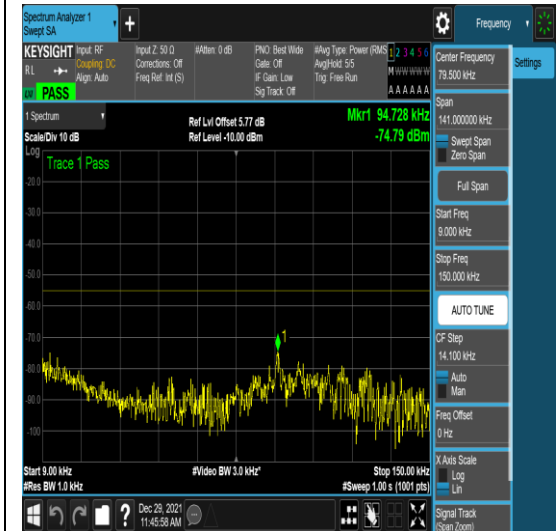 Spectrum Analyzer 1
Swept SA
Frequency
KEYSIGHT
RL
Input: RF
Coupling: DC
Align: Auto
Input Z: 50 Ω
Corrections: Off
Freq Ref: Int (S)
#Atten: 0 dB
PNO: Best Wide
Gate: Off
IF Gain: Low
Sig Track: Off
#Avg Type: Power (RMS
Avg|Hold: 5/5
Trig: Free Run
1 2 3 4 5 6
M W W W W W
A A A A A A
PASS
1 Spectrum
Scale/Div 10 dB
Ref Lvl Offset 5.77 dB
Ref Level -10.00 dBm
Mkr1 94.728 kHz
-74.79 dBm
Log
Trace 1 Pass
-20.0
-30.0
-40.0
-50.0
-60.0
-70.0
-80.0
-90.0
-100
1
Start 9.00 kHz
#Res BW 1.0 kHz
#Video BW 3.0 kHz*
Stop 150.00 kHz
#Sweep 1.00 s (1001 pts)
Dec 29, 2021
11:45:58 AM
Center Frequency
79.500 kHz
Span
141.000000 kHz
Swept Span
Zero Span
Full Span
Start Freq
9.000 kHz
Stop Freq
150.000 kHz
AUTO TUNE
CF Step
14.100 kHz
Auto
Man
Freq Offset
0 Hz
X Axis Scale
Log
Lin
Signal Track
(Span Zoom)
Settings